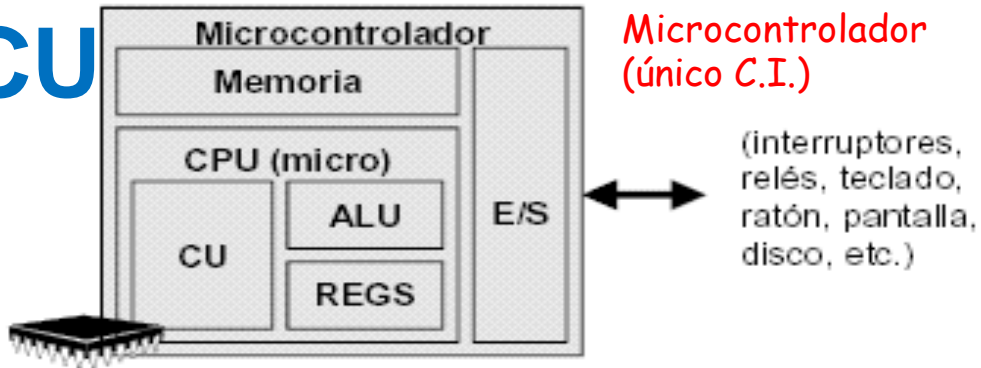 CU
Microcontrolador
Memoria
CPU (micro)
CU
ALU
REGS
E/S
Microcontrolador
(único C.I.)
(interruptores,
relés, teclado,
ratón, pantalla,
disco, etc.)